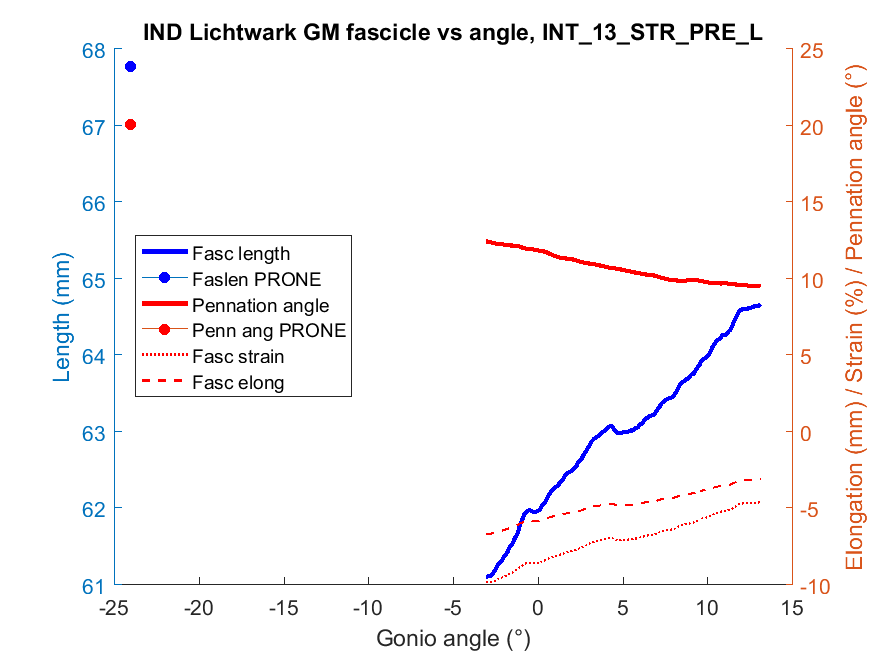 IND Lichtwark GM fascicle vs angle, INT_13_STR_PRE_L
68
67
66
65
64
63
62
61
Length (mm)
25
20
15
10
5
0
-5
-10
Elongation (mm) / Strain (%) / Pennation angle (°)
Fasc length
Faslen PRONE
Pennation angle
Penn ang PRONE
Fasc strain
Fasc elong
-25 -20 -15 -10 -5 0 5 10 15
Gonio angle (°)